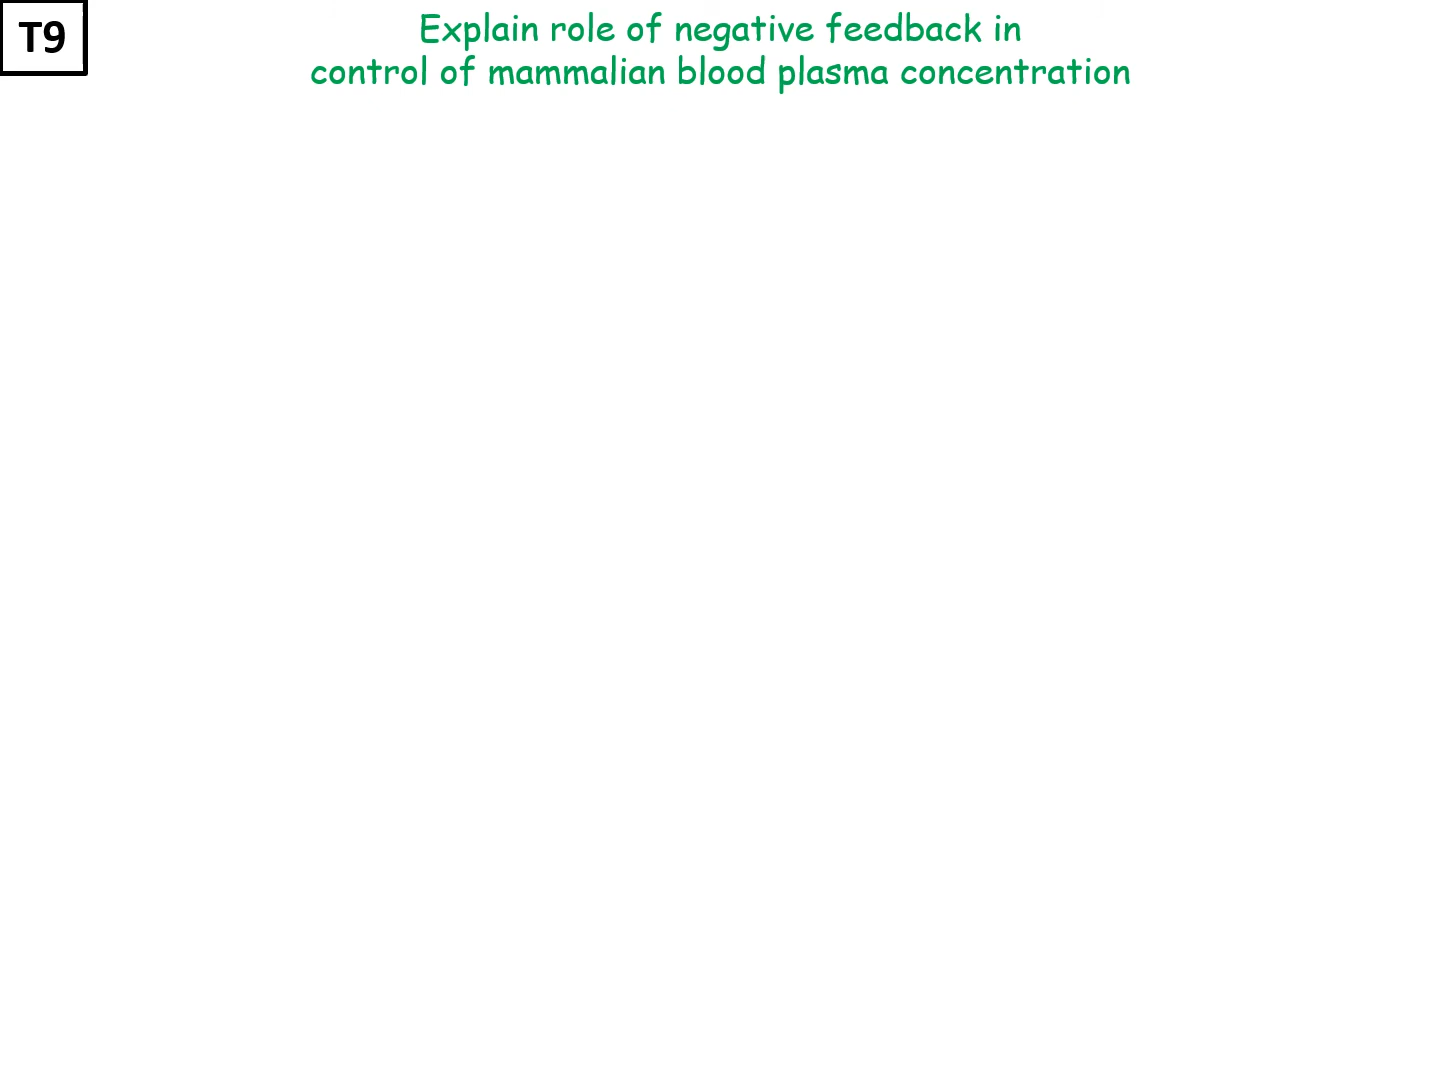 T9
Explain role of negative feedback in
control of mammalian blood plasma concentration